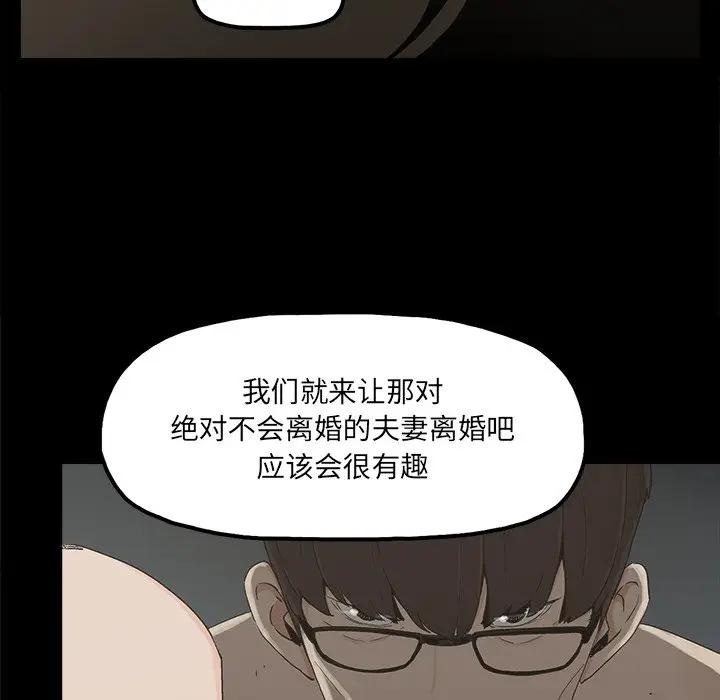 我们就来让那对
绝对不会离婚的夫妻离婚吧
应该会很有趣